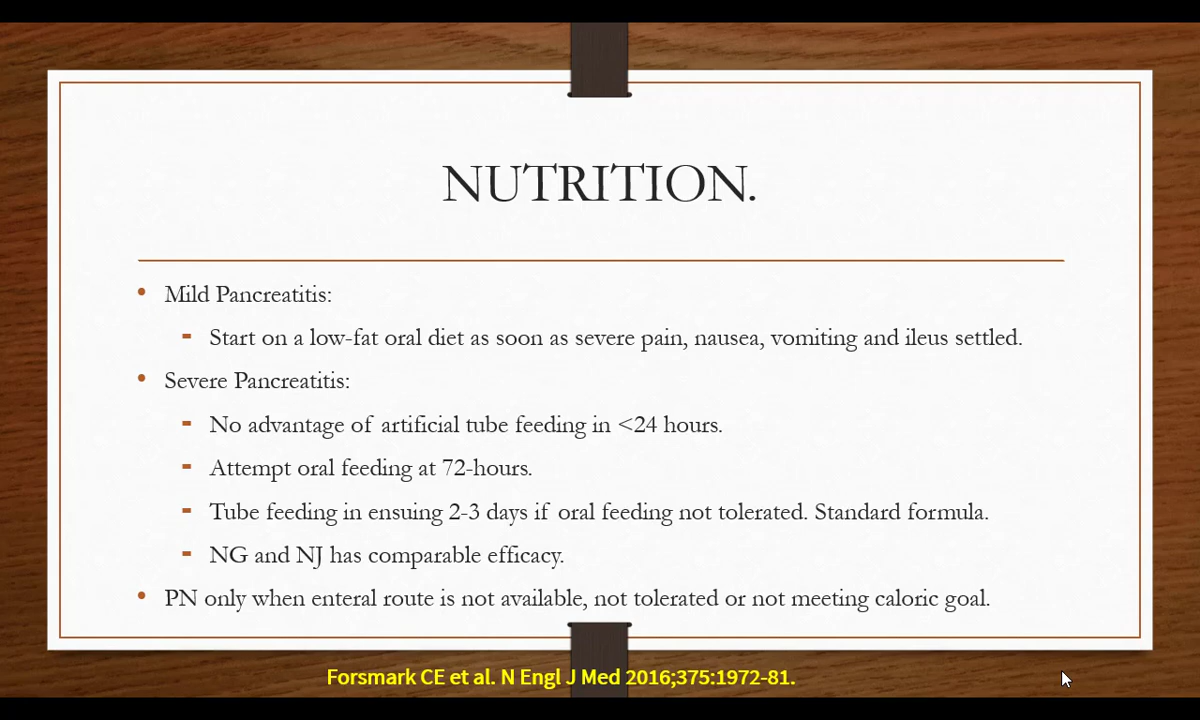 NUTRITION.
• Mild Pancreatitis:
- Start on a low-fat oral diet as soon as severe pain, nausea, vomiting and ileus settled.
• Severe Pancreatitis:
- No advantage of artificial tube feeding in <24 hours.
- Attempt oral feeding at 72-hours.
- Tube feeding in ensuing 2-3 days if oral feeding not tolerated. Standard formula.
- NG and NJ has comparable efficacy.
• PN only when enteral route is not available, not tolerated or not meeting caloric goal.
Forsmark CE et al. N Engl J Med 2016;375:1972-81.